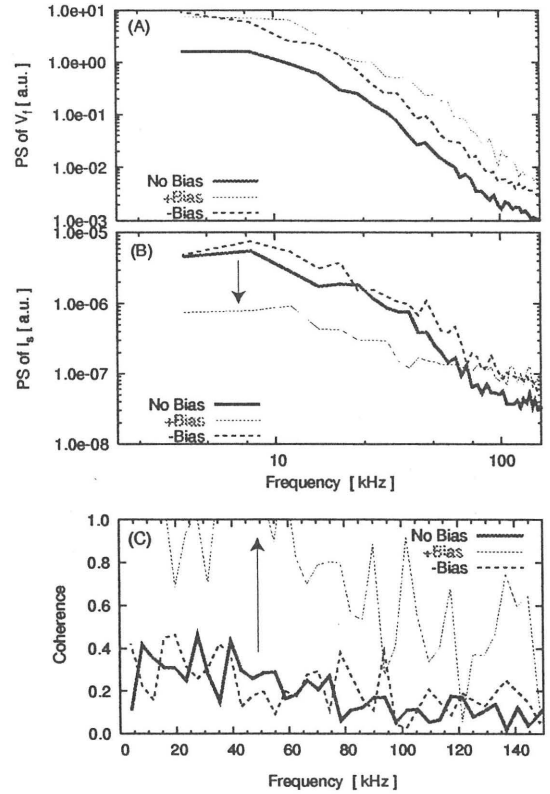 (A)
1.0e+01
1.0e+00
1.0e-01
1.0e-02
1.0e-03
PS of Vf [ a.u. ]
No Bias
+Bias
-Bias
(B)
1.0e-05
1.0e-06
1.0e-07
1.0e-08
PS of Is [ a.u. ]
No Bias
+Bias
-Bias
10
100
Frequency [ kHz ]
(C)
1.0
0.8
0.6
0.4
0.2
0.0
Coherence
No Bias
+Bias
-Bias
0 20 40 60 80 100 120 140
Frequency [ kHz ]